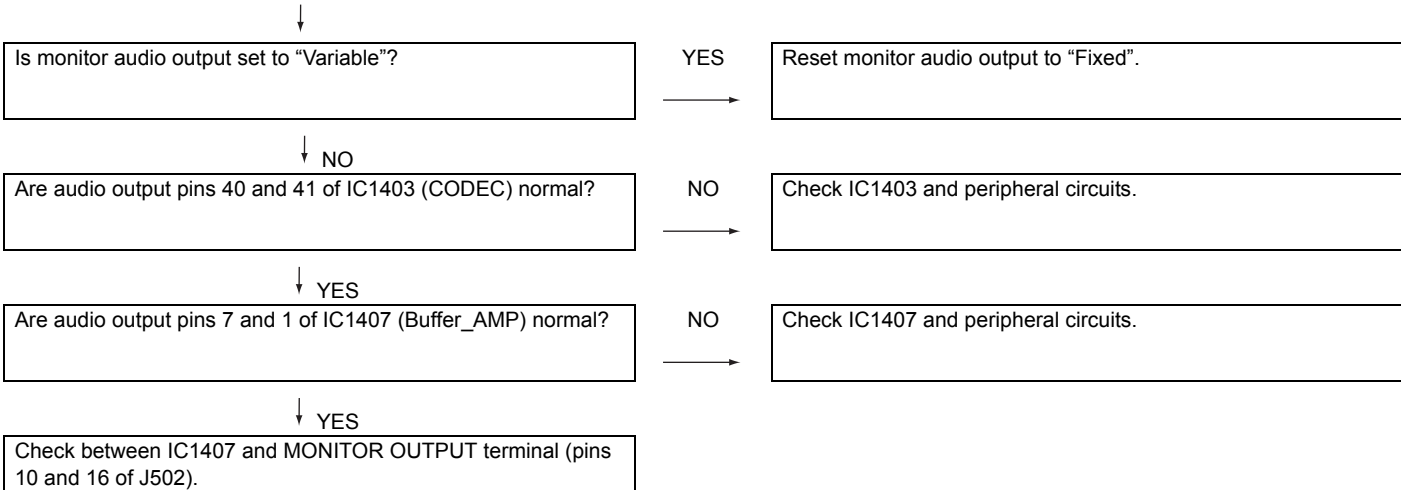 Is monitor audio output set to “Variable”?
YES
Reset monitor audio output to “Fixed”.
NO
Are audio output pins 40 and 41 of IC1403 (CODEC) normal?
NO
Check IC1403 and peripheral circuits.
YES
Are audio output pins 7 and 1 of IC1407 (Buffer_AMP) normal?
NO
Check IC1407 and peripheral circuits.
YES
Check between IC1407 and MONITOR OUTPUT terminal (pins
10 and 16 of J502).